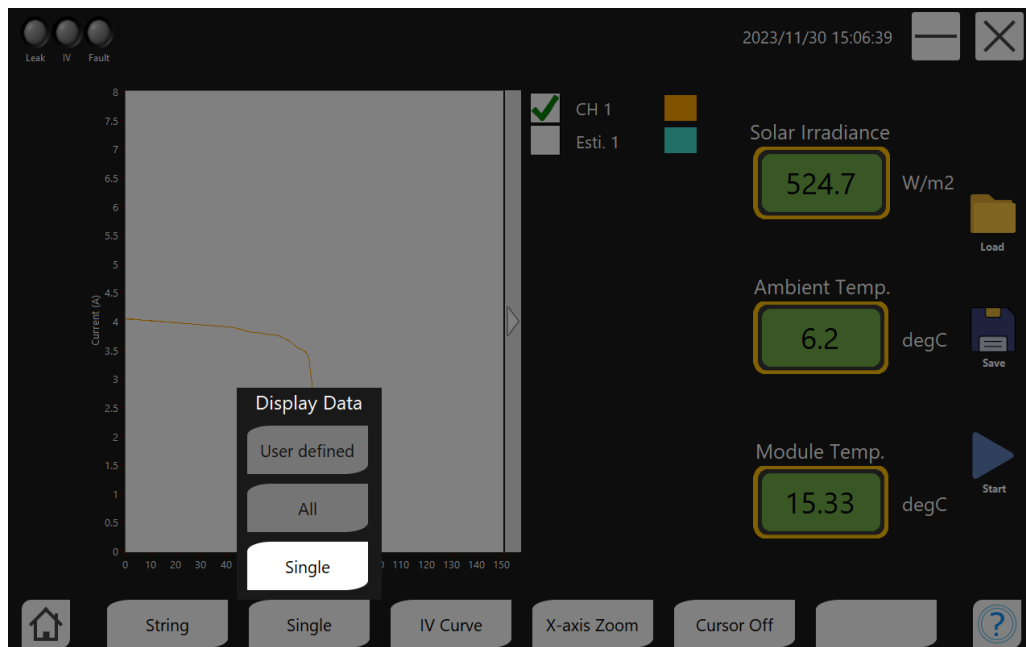 2023/11/30 15:06:39
Leak IV Fault
8
7.5
7
6.5
6
5.5
5
4.5
4
3.5
3
2.5
2
1.5
1
0.5
0
Current (A)
0 10 20 30 40 110 120 130 140 150
CH 1
Esti. 1
Solar Irradiance
524.7 W/m2
Load
Ambient Temp.
6.2 degC
Save
Module Temp.
15.33 degC
Start
Display Data
User defined
All
Single
String Single IV Curve X-axis Zoom Cursor Off
?